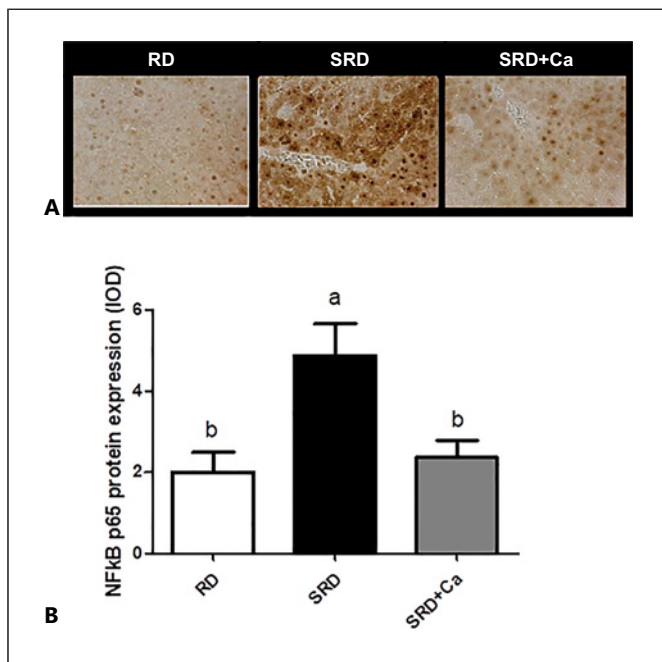 RD SRD SRD+Ca
A
NFkB p65 protein expression (IOD)
6
4
2
0
b
a
b
RD
SRD
SRD+Ca
B